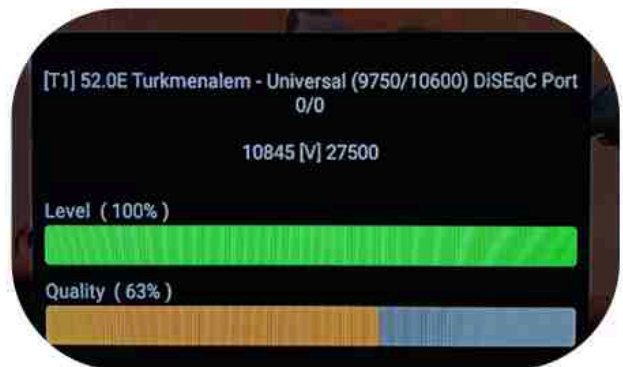 [T1] 52.0E Turkmenalem - Universal (9750/10600) DiSEqC Port
0/0
10845 [V] 27500
Level ( 100% )
Quality ( 63% )